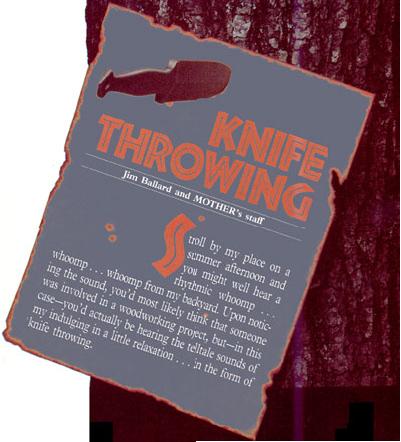 KNIFE
THROWING
Jim Ballard and MOTHER's staff
Stroll by my place on a
summer afternoon and
you might well hear a
rhythmic whoomp . . .
whoomp . . . whoomp from my backyard. Upon notic-
ing the sound, you'd most likely think that someone
was involved in a woodworking project, but—in this
case—you'd actually be hearing the telltale sounds of
my indulging in a little relaxation . . . in the form of
knife throwing.